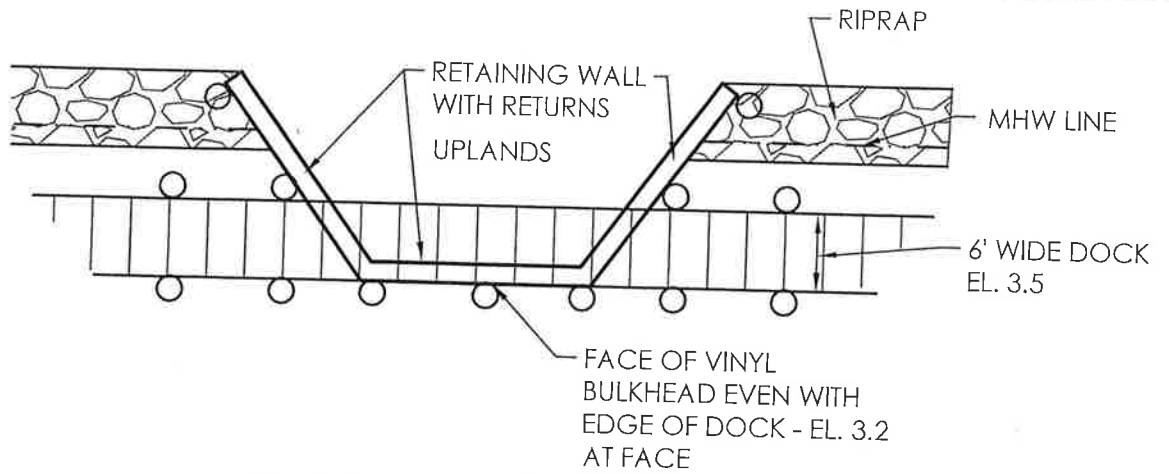 RIPRAP
RETAINING WALL
WITH RETURNS
UPLANDS
MHW LINE
6' WIDE DOCK
EL. 3.5
FACE OF VINYL
BULKHEAD EVEN WITH
EDGE OF DOCK - EL. 3.2
AT FACE